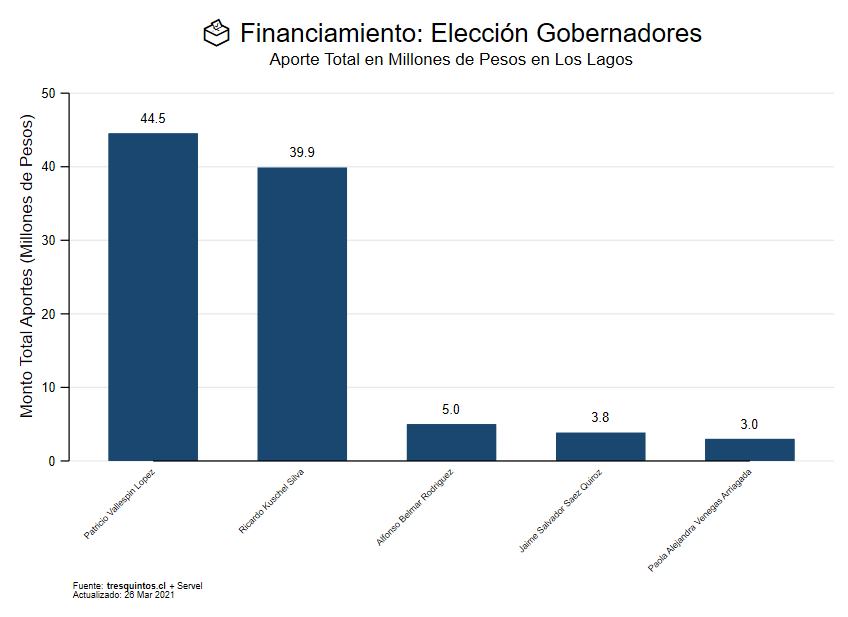 Financiamiento: Elección Gobernadores
Aporte Total en Millones de Pesos en Los Lagos
Monto Total Aportes (Millones de Pesos)
50
40
30
20
10
0
44.5
39.9
5.0
3.8
3.0
Patricio Vallespin Lopez
Ricardo Kuschel Silva
Alfonso Belmar Rodriguez
Jaime Salvador Saez Quiroz
Paola Alejandra Venegas Arriagada
Fuente: tresquintos.cl + Servel
Actualizado: 26 Mar 2021